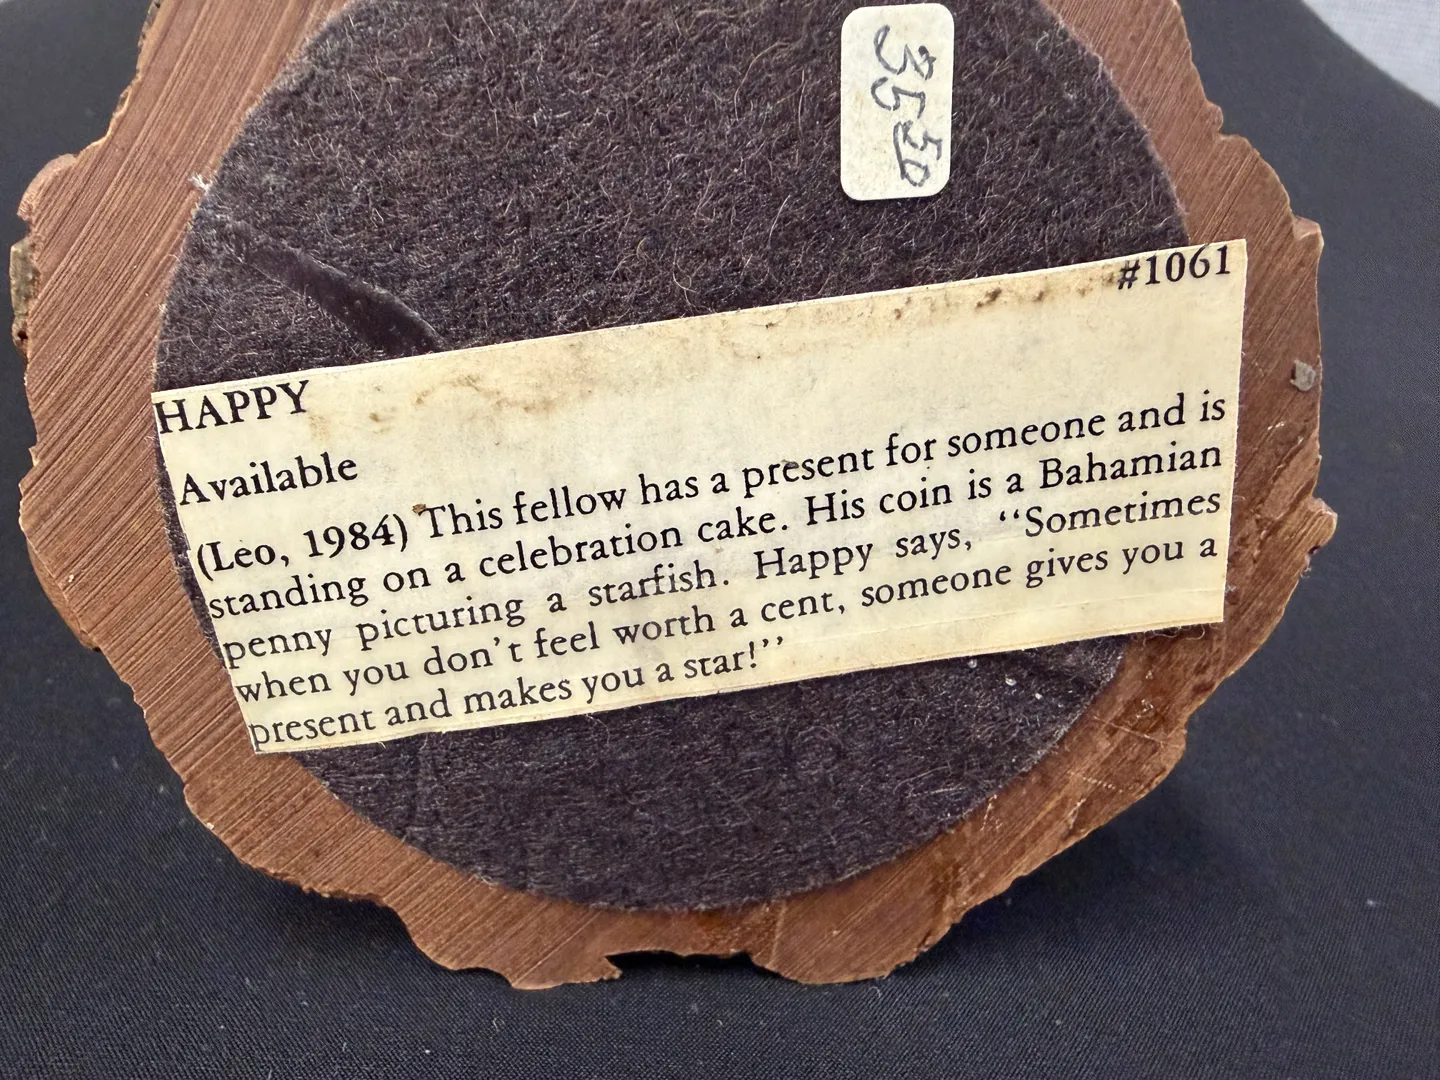 35.50
#1061
HAPPY
Available
(Leo, 1984) This fellow has a present for someone and is
standing on a celebration cake. His coin is a Bahamian
penny picturing a starfish. Happy says, “Sometimes
when you don’t feel worth a cent, someone gives you a
present and makes you a star!”